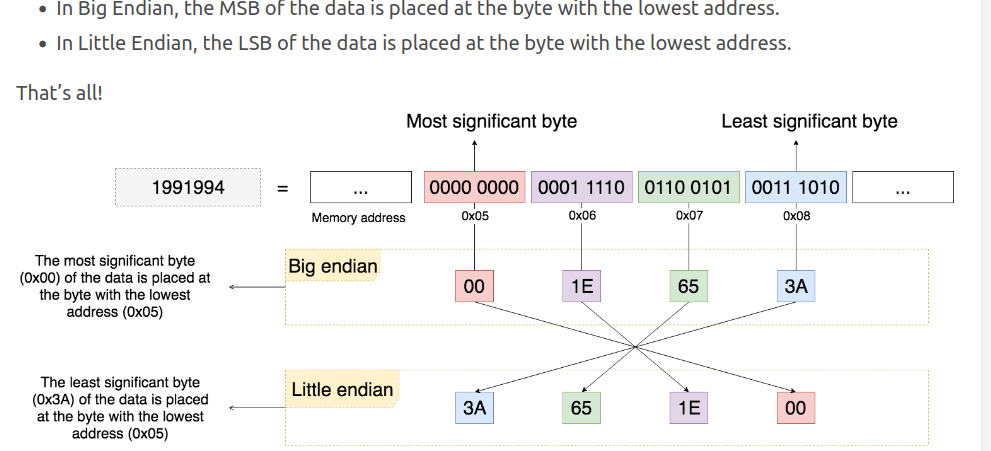 • In Big Endian, the MSB of the data is placed at the byte with the lowest address.
• In Little Endian, the LSB of the data is placed at the byte with the lowest address.
That's all!
Most significant byte
Least significant byte
1991994 = ... 0000 0000 0001 1110 0110 0101 0011 1010 ...
Memory address 0x05 0x06 0x07 0x08
The most significant byte
(0x00) of the data is placed at
the byte with the lowest
address (0x05)
Big endian
00 1E 65 3A
The least significant byte
(0x3A) of the data is placed
at the byte with the lowest
address (0x05)
Little endian
3A 65 1E 00